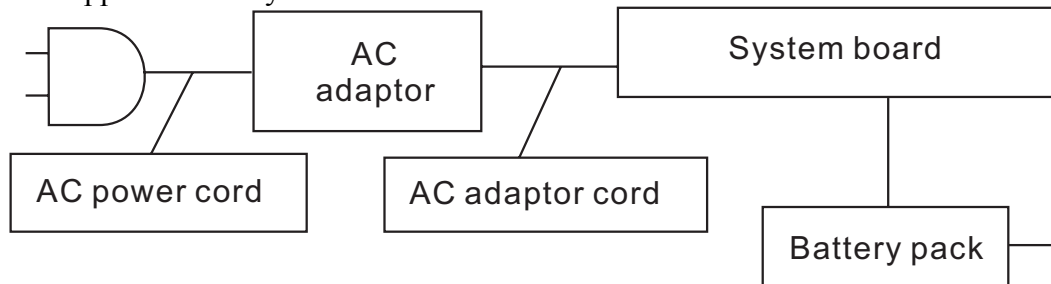 AC
adaptor
System board
AC power cord
AC adaptor cord
Battery pack